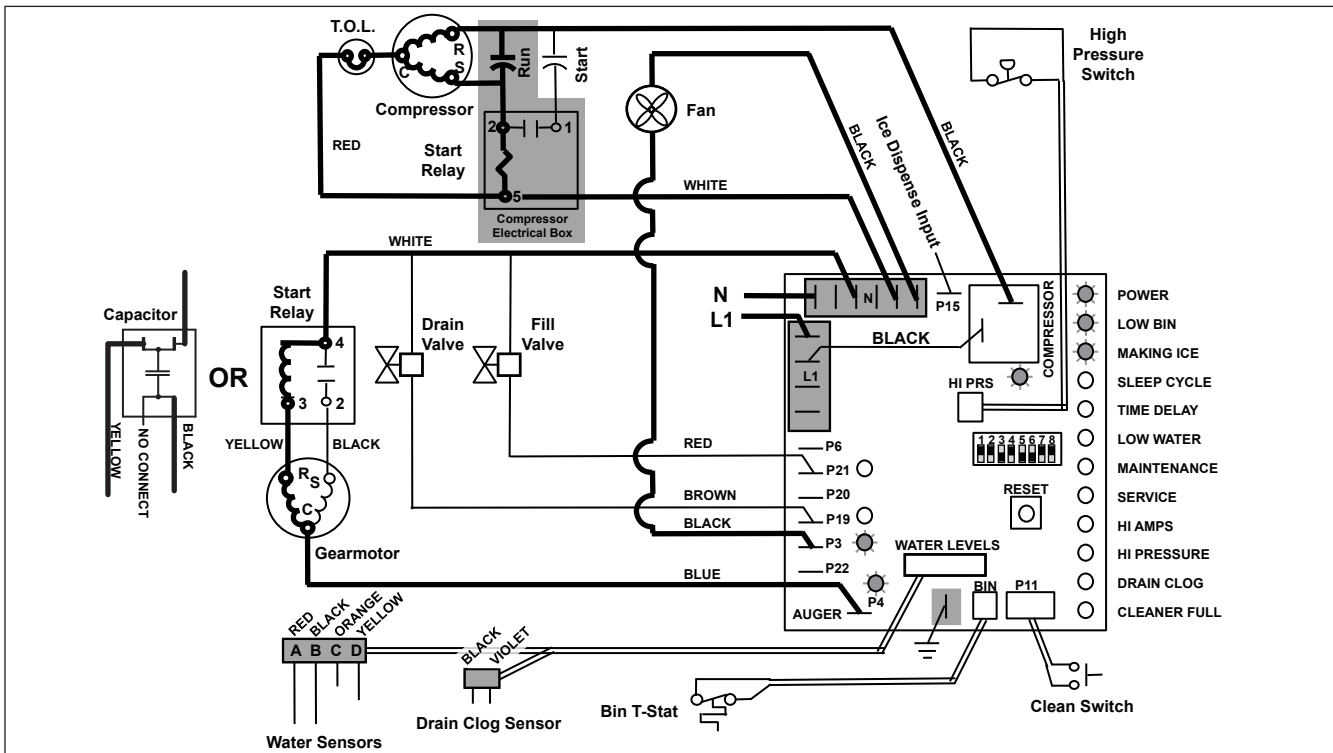 T.O.L.
R
S
C
Compressor
Run
Start
2
1
5
Start
Relay
Compressor
Electrical Box
RED
Fan
BLACK
Ice Dispense Input
BLACK
High
Pressure
Switch
WHITE
WHITE
N
L1
N
P15
COMPRESSOR
BLACK
L1
HI PRS
POWER
LOW BIN
MAKING ICE
SLEEP CYCLE
TIME DELAY
LOW WATER
MAINTENANCE
SERVICE
HI AMPS
HI PRESSURE
DRAIN CLOG
CLEANER FULL
1 2 3 4 5 6 7 8
RESET
Capacitor
YELLOW
NO CONNECT
BLACK
OR
Start
Relay
4
3
2
YELLOW
BLACK
R
S
C
Gearmotor
Drain
Valve
Fill
Valve
RED
P6
P21
BROWN
P20
P19
BLACK
P3
P22
BLUE
P4
AUGER
WATER LEVELS
BIN
P11
RED
BLACK
ORANGE
YELLOW
A B C D
Water Sensors
BLACK
VIOLET
Drain Clog Sensor
Bin T-Stat
Clean Switch